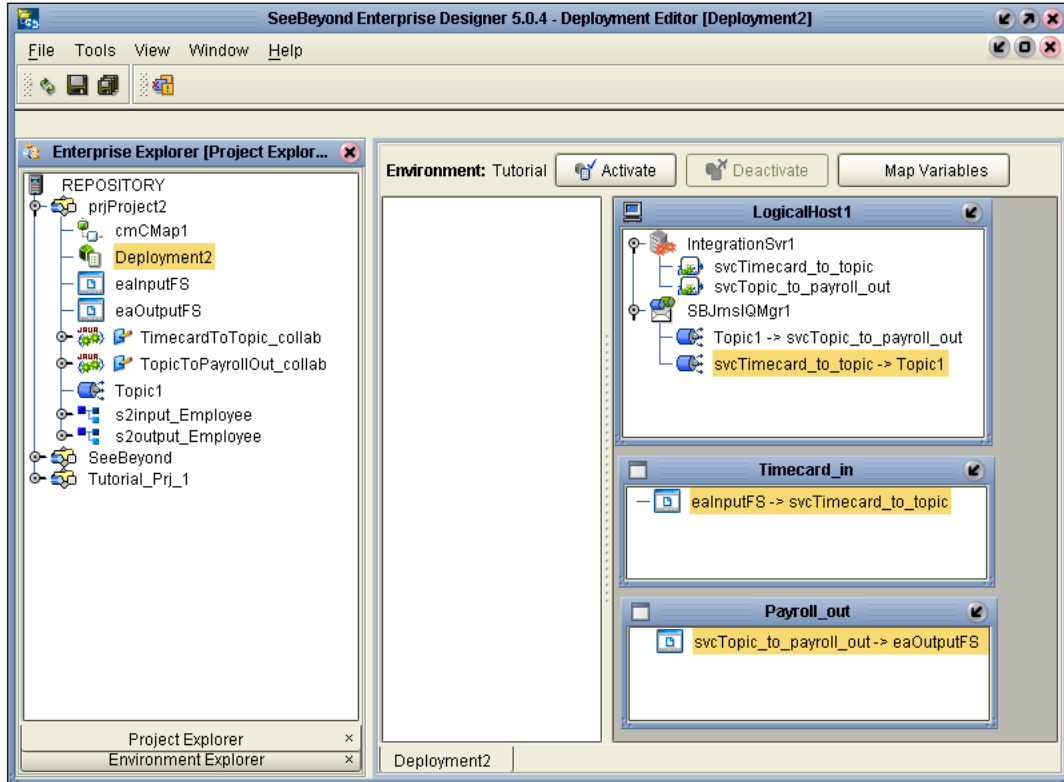 SeeBeyond Enterprise Designer 5.0.4 - Deployment Editor [Deployment2]
File Tools View Window Help
Enterprise Explorer [Project Explor...
REPOSITORY
prjProject2
cmCMap1
Deployment2
eaInputFS
eaOutputFS
JAVA TimecardToTopic_collab
JAVA TopicToPayrollOut_collab
Topic1
s2input_Employee
s2output_Employee
SeeBeyond
Tutorial_Prj_1
Project Explorer
Environment Explorer
Environment: Tutorial Activate Deactivate Map Variables
LogicalHost1
IntegrationSvr1
svcTimecard_to_topic
svcTopic_to_payroll_out
SBJmsIQMgr1
Topic1 -> svcTopic_to_payroll_out
svcTimecard_to_topic -> Topic1
Timecard_in
eaInputFS -> svcTimecard_to_topic
Payroll_out
svcTopic_to_payroll_out -> eaOutputFS
Deployment2